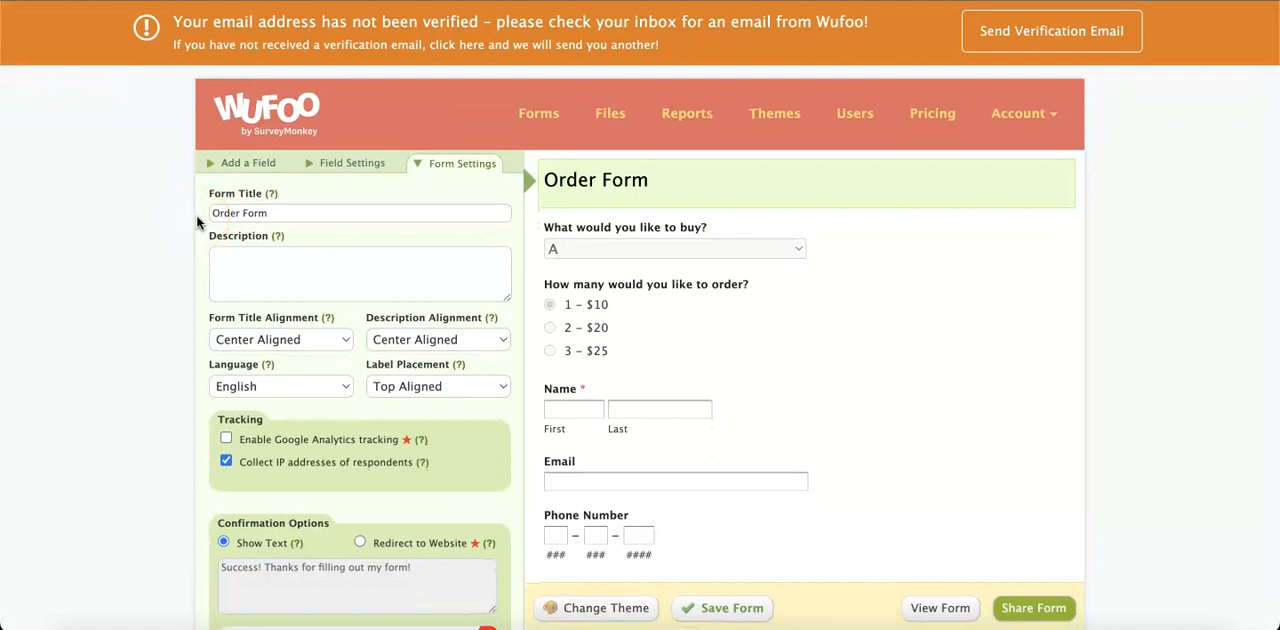 Your email address has not been verified – please check your inbox for an email from Wufoo!
If you have not received a verification email, click here and we will send you another!
Send Verification Email
WUFOO
by SurveyMonkey
Forms
Files
Reports
Themes
Users
Pricing
Account
Add a Field
Field Settings
Form Settings
Form Title (?)
Order Form
Description (?)
Form Title Alignment (?)
Description Alignment (?)
Center Aligned
Center Aligned
Language (?)
Label Placement (?)
English
Top Aligned
Tracking
Enable Google Analytics tracking ★ (?)
Collect IP addresses of respondents (?)
Confirmation Options
Show Text (?)
Redirect to Website ★ (?)
Success! Thanks for filling out my form!
Order Form
What would you like to buy?
A
How many would you like to order?
1 – $10
2 – $20
3 – $25
Name *
First
Last
Email
Phone Number
– –
### ### ####
Change Theme
Save Form
View Form
Share Form